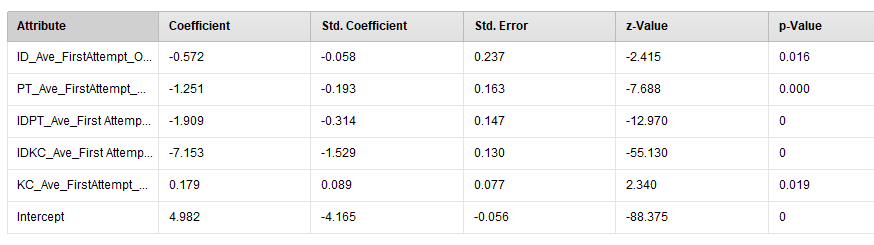 Attribute Coefficient Std. Coefficient Std. Error z-Value p-Value
ID_Ave_FirstAttempt_O... -0.572 -0.058 0.237 -2.415 0.016
PT_Ave_FirstAttempt_... -1.251 -0.193 0.163 -7.688 0.000
IDPT_Ave_First Attemp... -1.909 -0.314 0.147 -12.970 0
IDKC_Ave_First Attemp... -7.153 -1.529 0.130 -55.130 0
KC_Ave_FirstAttempt_... 0.179 0.089 0.077 2.340 0.019
Intercept 4.982 -4.165 -0.056 -88.375 0